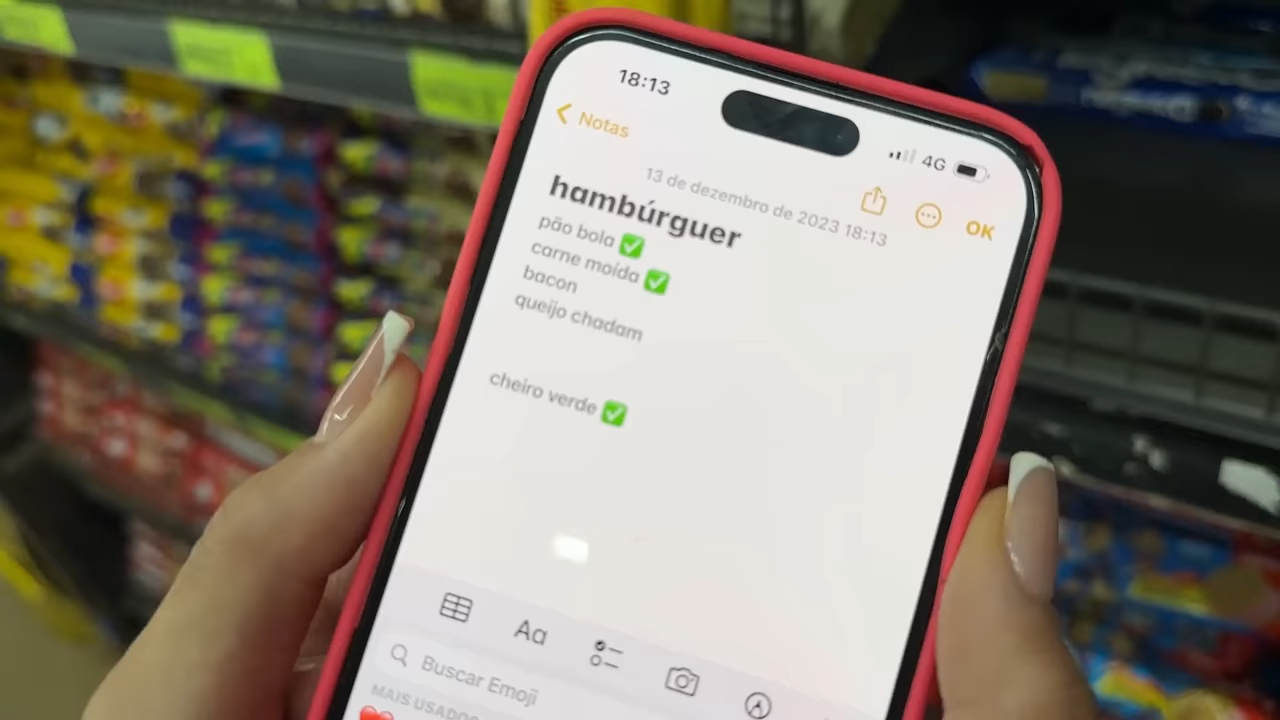 18:13
4G
Notas
13 de dezembro de 2023 18:13
OK
hambúrguer
pão bola ✅
carne moída ✅
bacon
queijo chadam
cheiro verde ✅
Aa
Buscar Emoji
MAIS USADOS